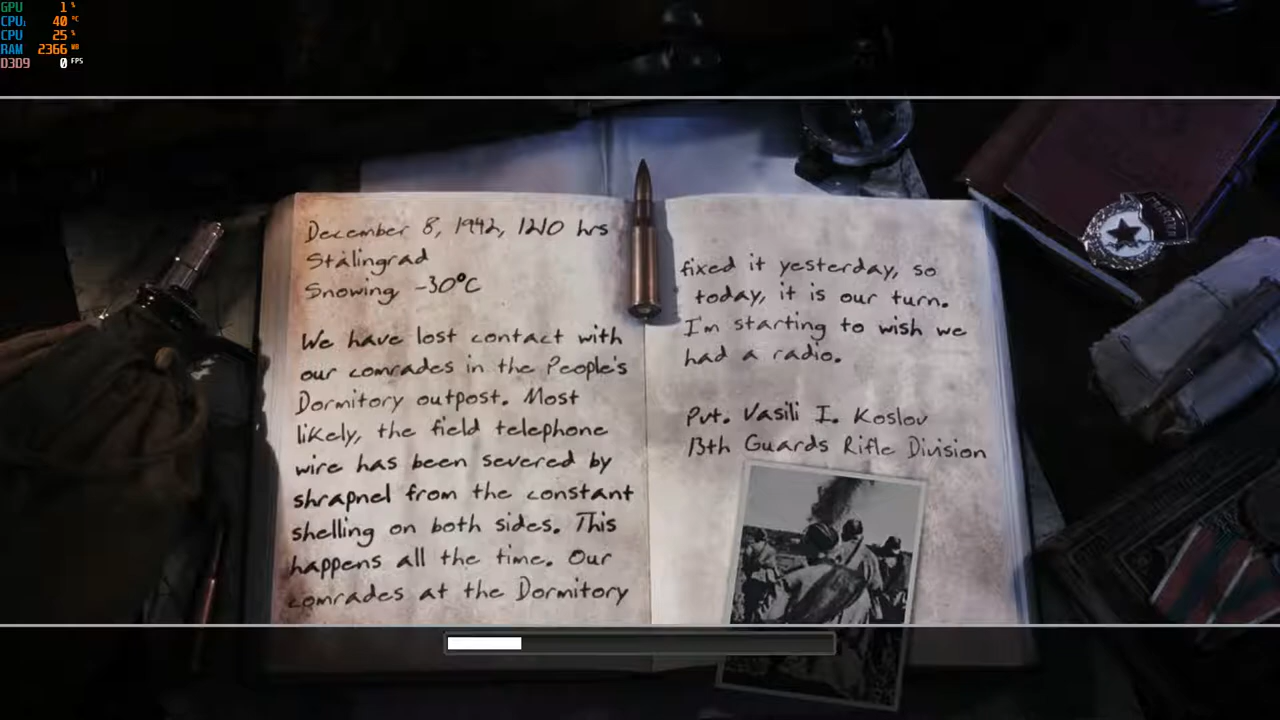 GPU 1 %
CPU1 40 °C
CPU 25 %
RAM 2366 MB
D3D9 0 FPS
December 8, 1942, 1210 hrs
Stalingrad
Snowing -30°C
We have lost contact with
our comrades in the People's
Dormitory outpost. Most
likely, the field telephone
wire has been severed by
shrapnel from the constant
shelling on both sides. This
happens all the time. Our
comrades at the Dormitory
fixed it yesterday, so
today, it is our turn.
I'm starting to wish we
had a radio.
Pvt. Vasili I. Koslov
13th Guards Rifle Division